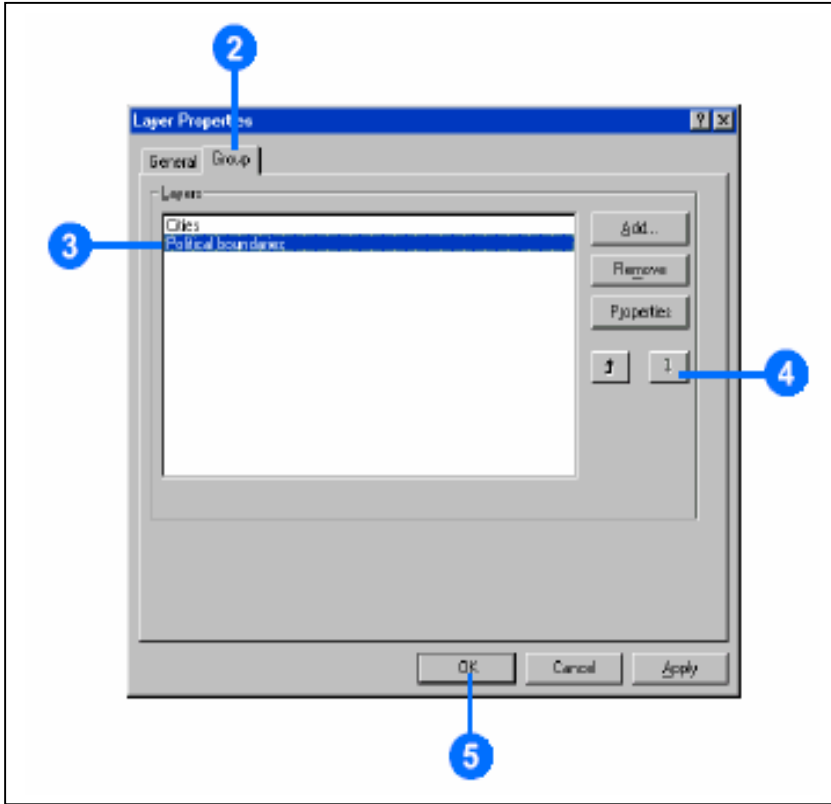 2
Layer Properties
General Group
Layers
Cities
3
Political boundaries
Add...
Remove
Properties
4
OK Cancel Apply
5